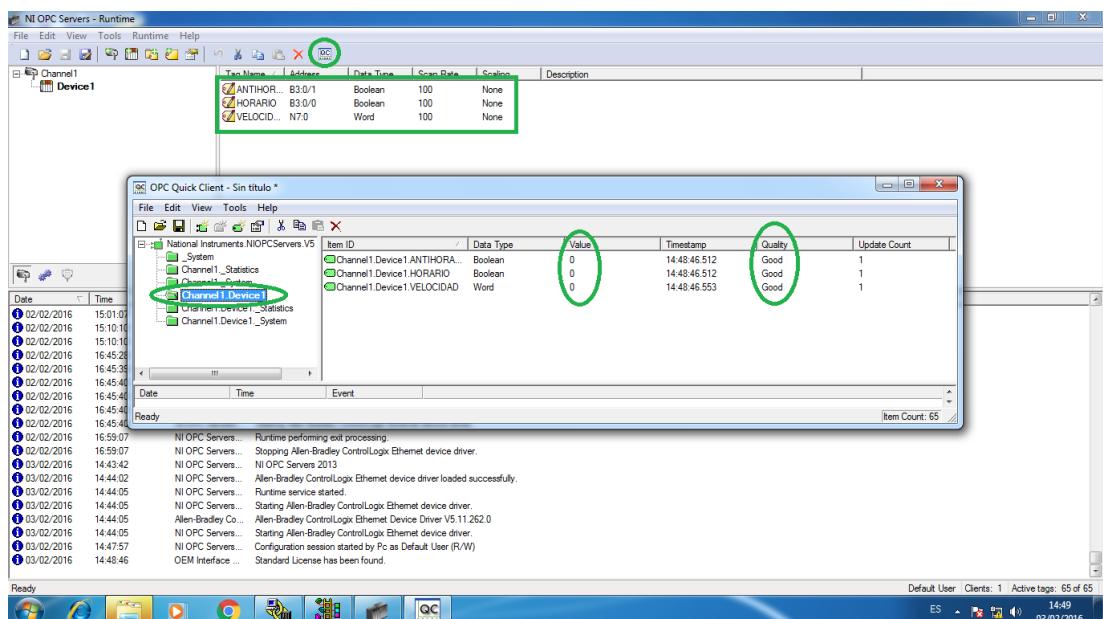 NI OPC Servers - Runtime
File Edit View Tools Runtime Help
QC
Channel1
Device1
Tag Name Address Data Type Scan Rate Scaling Description
ANTIHOR... B3:0/1 Boolean 100 None
HORARIO B3:0/0 Boolean 100 None
VELOCID... N7:0 Word 100 None
QC OPC Quick Client - Sin título *
File Edit View Tools Help
National Instruments.NIOPCServers.V5
_System
Channel1._Statistics
Channel1._System
Channel1.Device1
Channel1.Device1._Statistics
Channel1.Device1._System
Item ID Data Type Value Timestamp Quality Update Count
Channel1.Device1.ANTIHORA... Boolean 0 14:48:46.512 Good 1
Channel1.Device1.HORARIO Boolean 0 14:48:46.512 Good 1
Channel1.Device1.VELOCIDAD Word 0 14:48:46.553 Good 1
Date Time Event
Ready Item Count: 65
Date Time
02/02/2016 15:01:07
02/02/2016 15:10:10
02/02/2016 15:10:10
02/02/2016 16:45:28
02/02/2016 16:45:39
02/02/2016 16:45:40
02/02/2016 16:45:40
02/02/2016 16:45:40
02/02/2016 16:45:40
02/02/2016 16:59:07 NI OPC Servers... Runtime performing exit processing.
02/02/2016 16:59:07 NI OPC Servers... Stopping Allen-Bradley ControlLogix Ethernet device driver.
03/02/2016 14:43:42 NI OPC Servers... NI OPC Servers 2013
03/02/2016 14:44:02 NI OPC Servers... Allen-Bradley ControlLogix Ethernet device driver loaded successfully.
03/02/2016 14:44:05 NI OPC Servers... Runtime service started.
03/02/2016 14:44:05 NI OPC Servers... Starting Allen-Bradley ControlLogix Ethernet device driver.
03/02/2016 14:44:05 Allen-Bradley Co... Allen-Bradley ControlLogix Ethernet Device Driver V5.11.262.0
03/02/2016 14:44:05 NI OPC Servers... Starting Allen-Bradley ControlLogix Ethernet device driver.
03/02/2016 14:47:57 NI OPC Servers... Configuration session started by Pc as Default User (R/W)
03/02/2016 14:48:46 OEM Interface ... Standard License has been found.
Ready Default User Clients: 1 Active tags: 65 of 65
QC ES 14:49
03/02/2016